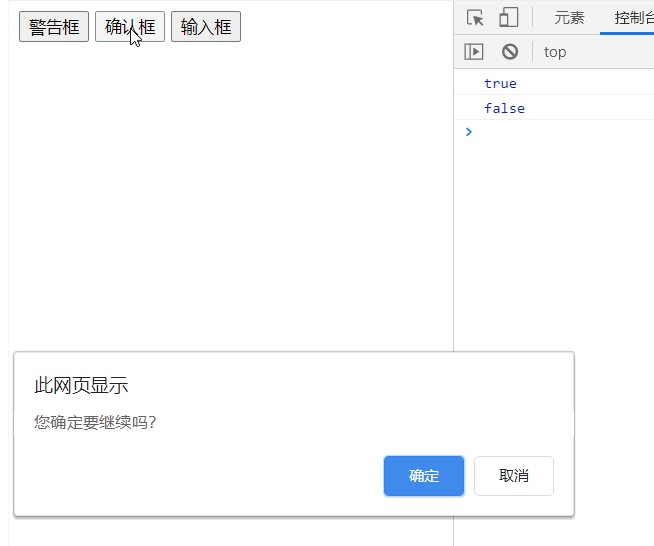 警告框 确认框 输入框
元素 控制台
top
true
false
此网页显示
您确定要继续吗?
确定 取消